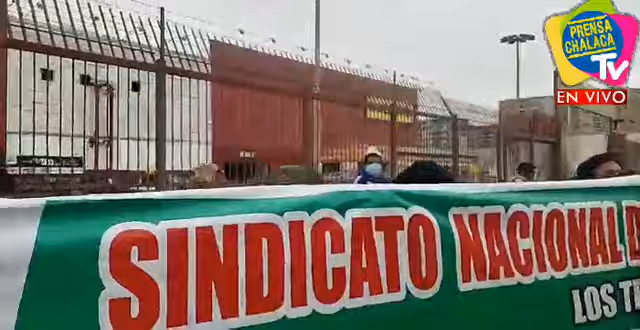 PRENSA
CHALACA
TV
EN VIVO
SINDICATO NACIONAL D
LOS T